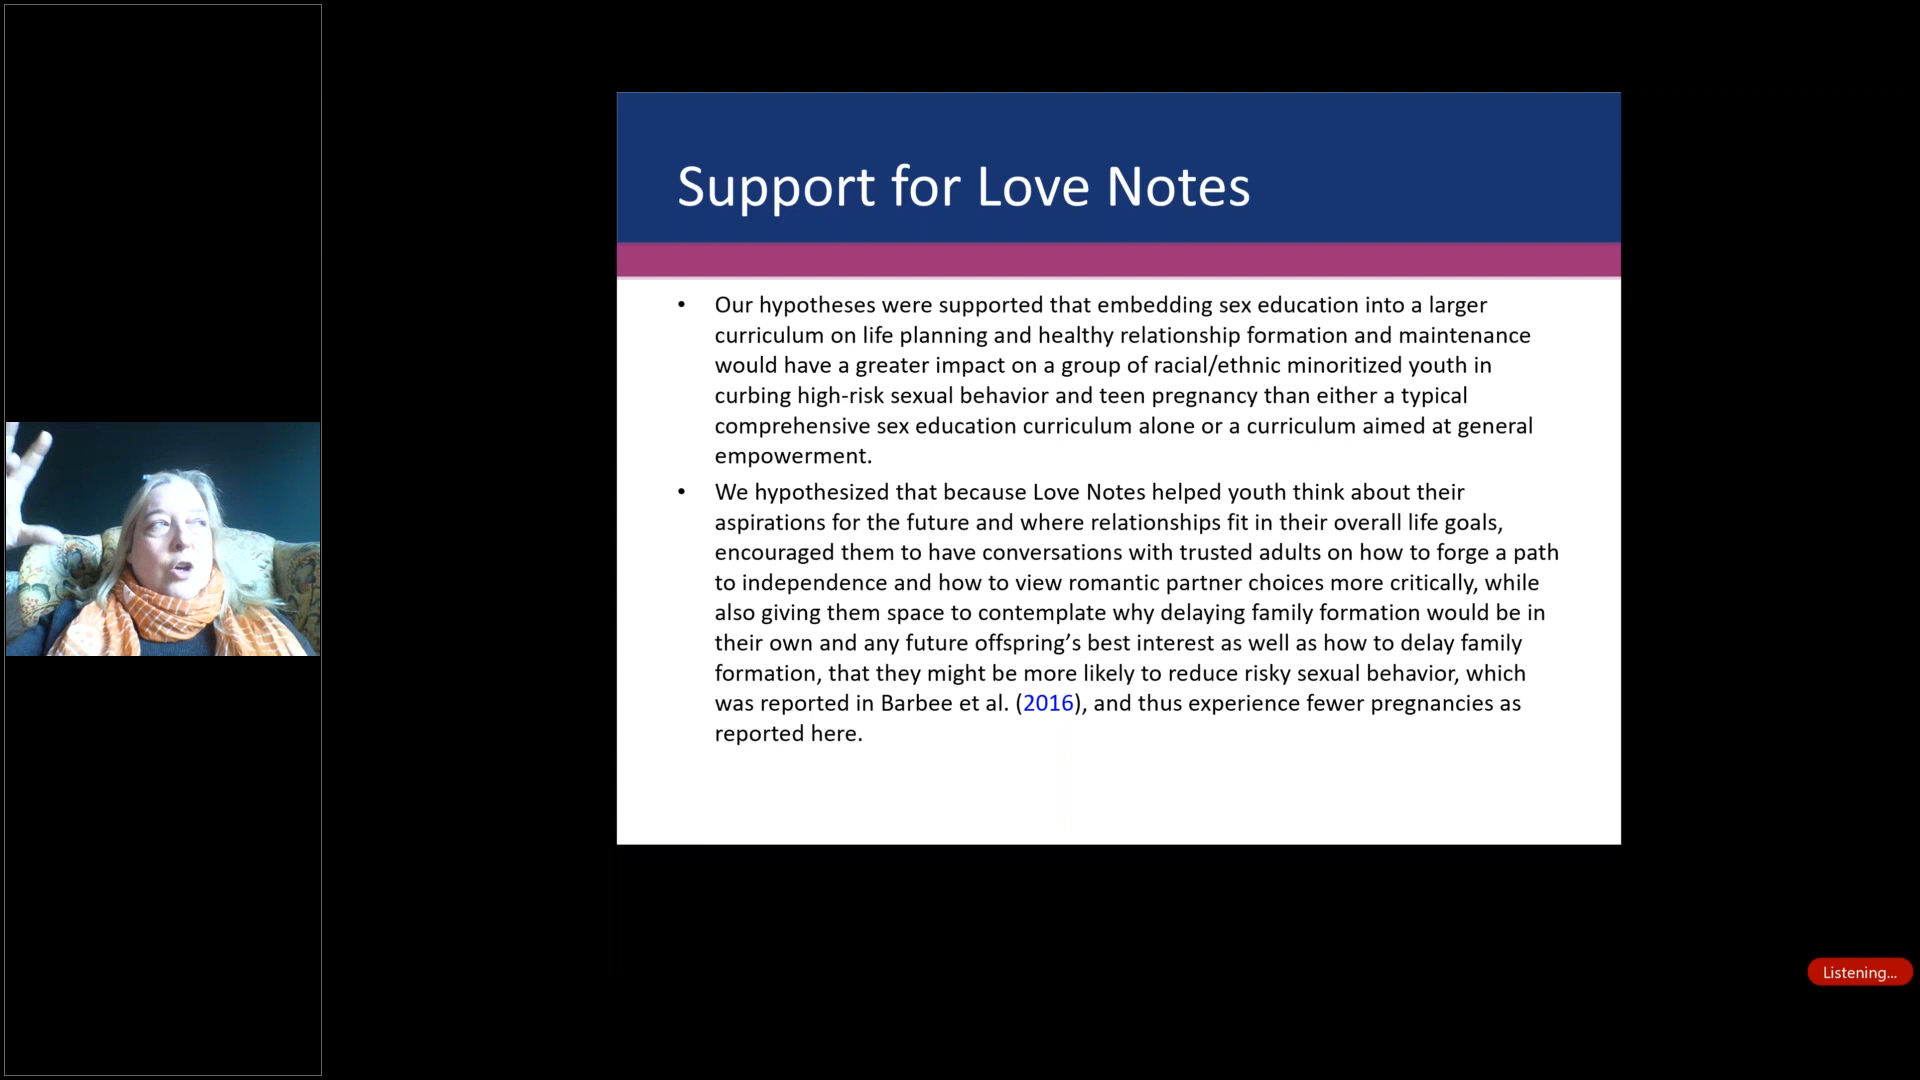 Support for Love Notes
• Our hypotheses were supported that embedding sex education into a larger
curriculum on life planning and healthy relationship formation and maintenance
would have a greater impact on a group of racial/ethnic minoritized youth in
curbing high-risk sexual behavior and teen pregnancy than either a typical
comprehensive sex education curriculum alone or a curriculum aimed at general
empowerment.
• We hypothesized that because Love Notes helped youth think about their
aspirations for the future and where relationships fit in their overall life goals,
encouraged them to have conversations with trusted adults on how to forge a path
to independence and how to view romantic partner choices more critically, while
also giving them space to contemplate why delaying family formation would be in
their own and any future offspring’s best interest as well as how to delay family
formation, that they might be more likely to reduce risky sexual behavior, which
was reported in Barbee et al. (2016), and thus experience fewer pregnancies as
reported here.
Listening...